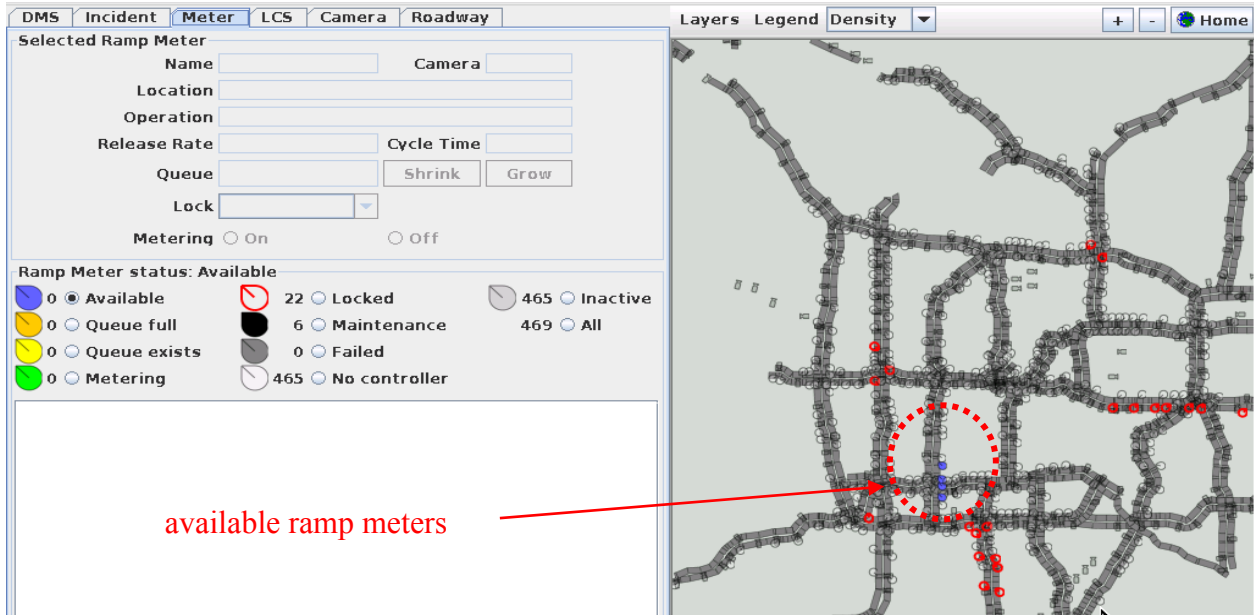 DMS Incident Meter LCS Camera Roadway
Layers Legend Density + - Home
Selected Ramp Meter
Name Camera
Location
Operation
Release Rate Cycle Time
Queue Shrink Grow
Lock
Metering On Off
Ramp Meter status: Available
0 Available 22 Locked 465 Inactive
0 Queue full 6 Maintenance 469 All
0 Queue exists 0 Failed
0 Metering 465 No controller
available ramp meters